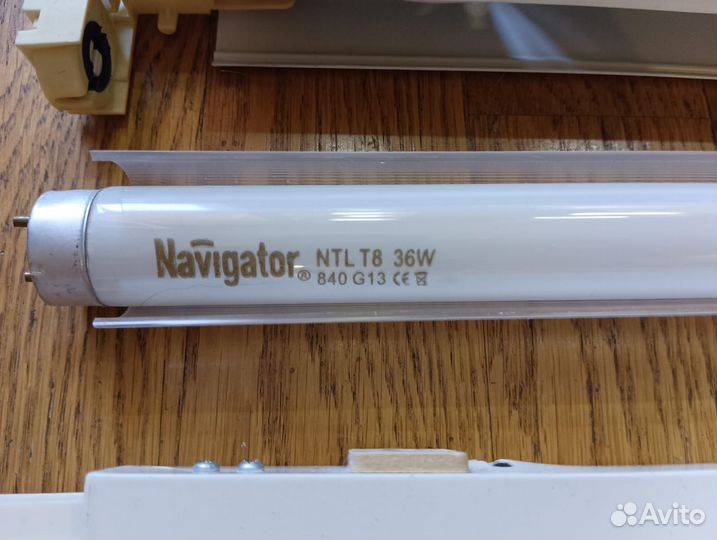 Navigator® NTL T8 36W
840 G13 CE
Avito